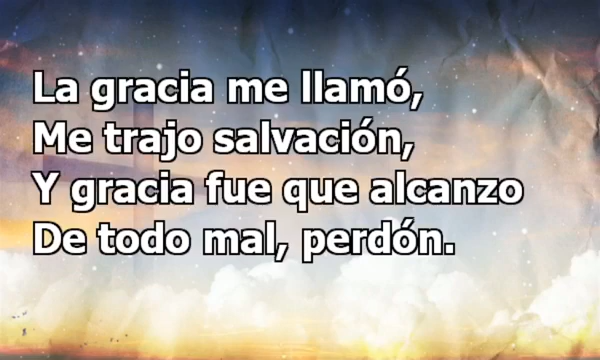 La gracia me llamó,
Me trajo salvación,
Y gracia fue que alcanzo
De todo mal, perdón.